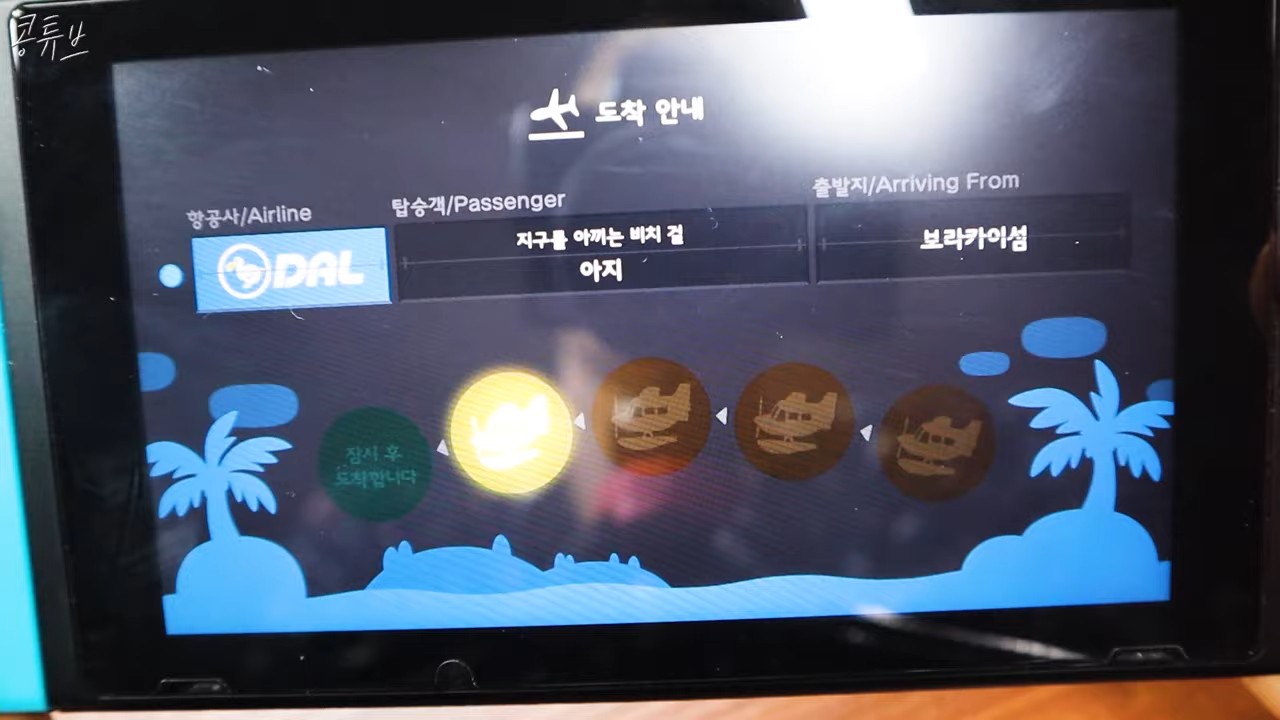 콩튜브
도착 안내
항공사/Airline
탑승객/Passenger
출발지/Arriving From
DAL
지구를 아끼는 비치 걸
아지
보라카이섬
잠시 후
도착합니다